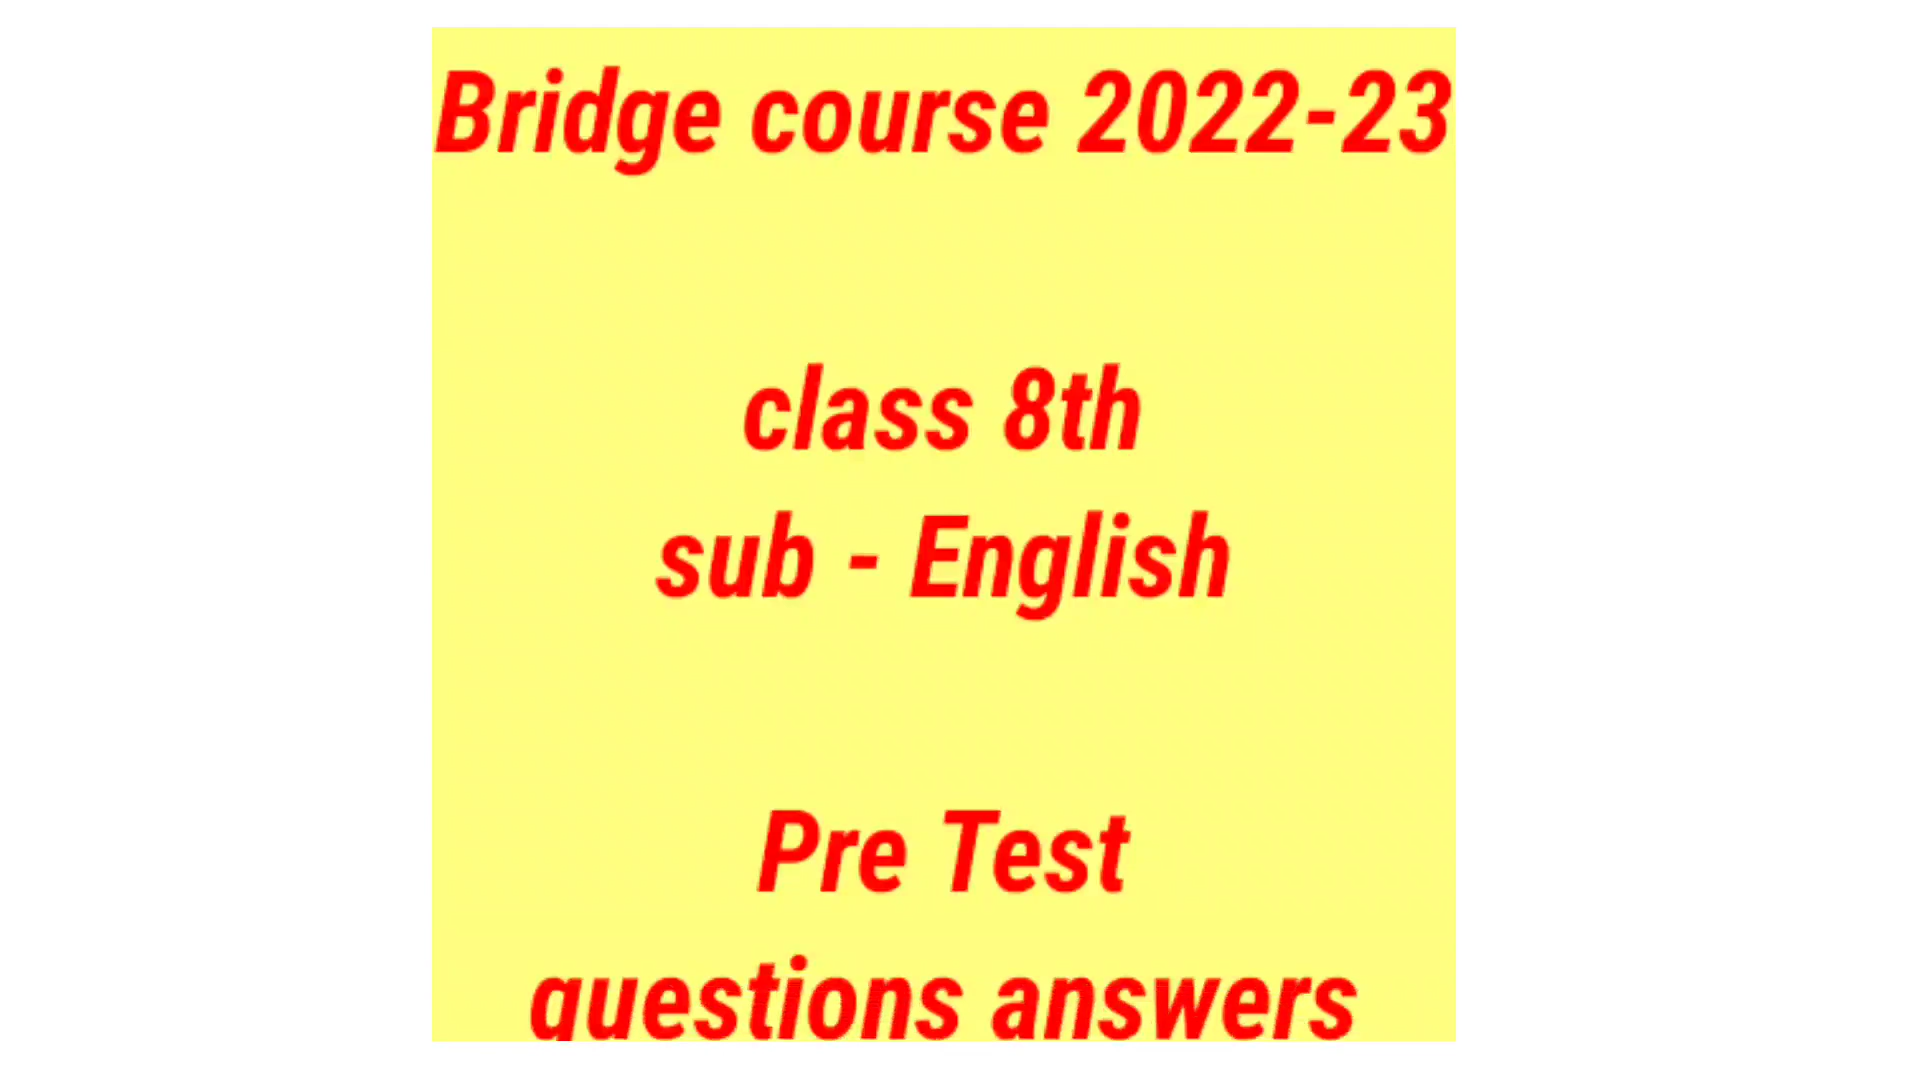 Bridge course 2022-23
class 8th
sub - English
Pre Test
questions answers